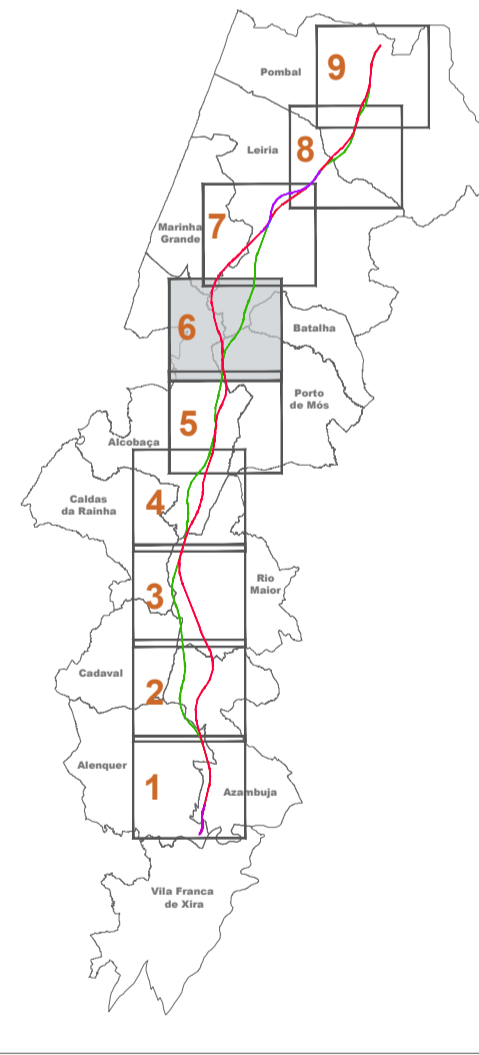 9
Pombal
8
Leiria
7
Marinha
Grande
6
Batalha
Porto
de Mós
5
Alcobaça
4
Caldas
da Rainha
3
Rio
Maior
2
Cadaval
1
Alenquer
Azambuja
Vila Franca
de Xira